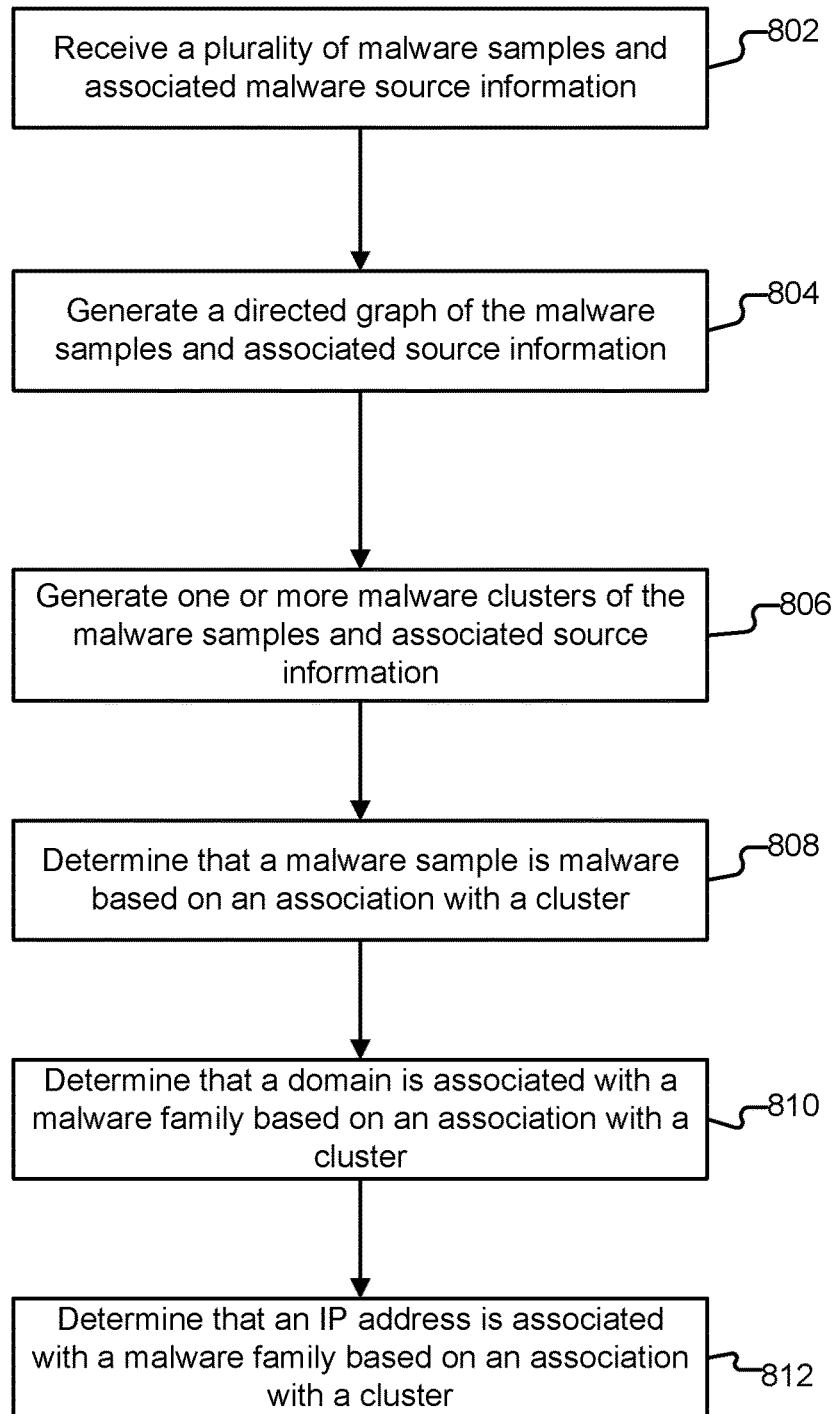 Receive a plurality of malware samples and
associated malware source information
802
Generate a directed graph of the malware
samples and associated source information
804
Generate one or more malware clusters of the
malware samples and associated source
information
806
Determine that a malware sample is malware
based on an association with a cluster
808
Determine that a domain is associated with a
malware family based on an association with a
cluster
810
Determine that an IP address is associated
with a malware family based on an association
with a cluster
812